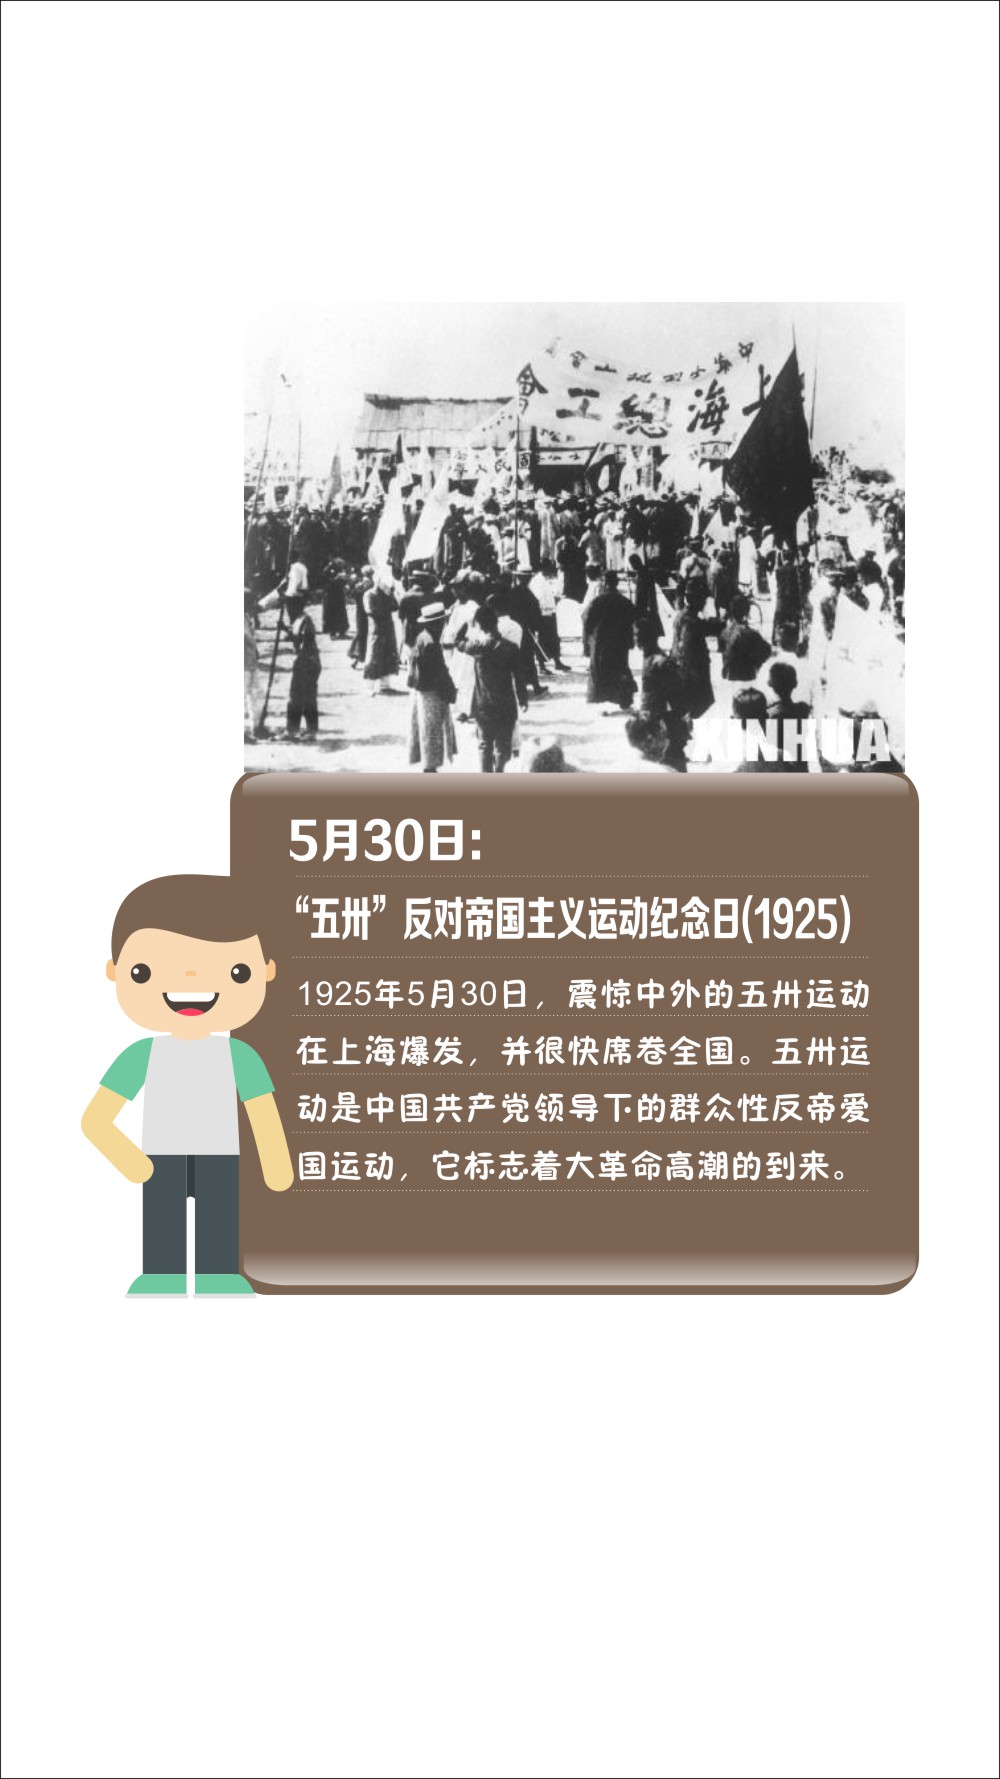 上海總工會
XINHUA
5月30日:
“五卅”反对帝国主义运动纪念日(1925)
1925年5月30日，震惊中外的五卅运动
在上海爆发，并很快席卷全国。五卅运
动是中国共产党领导下的群众性反帝爱
国运动，它标志着大革命高潮的到来。